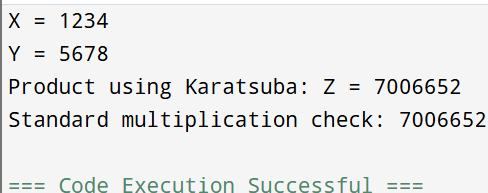 X = 1234
Y = 5678
Product using Karatsuba: Z = 7006652
Standard multiplication check: 7006652
=== Code Execution Successful ===